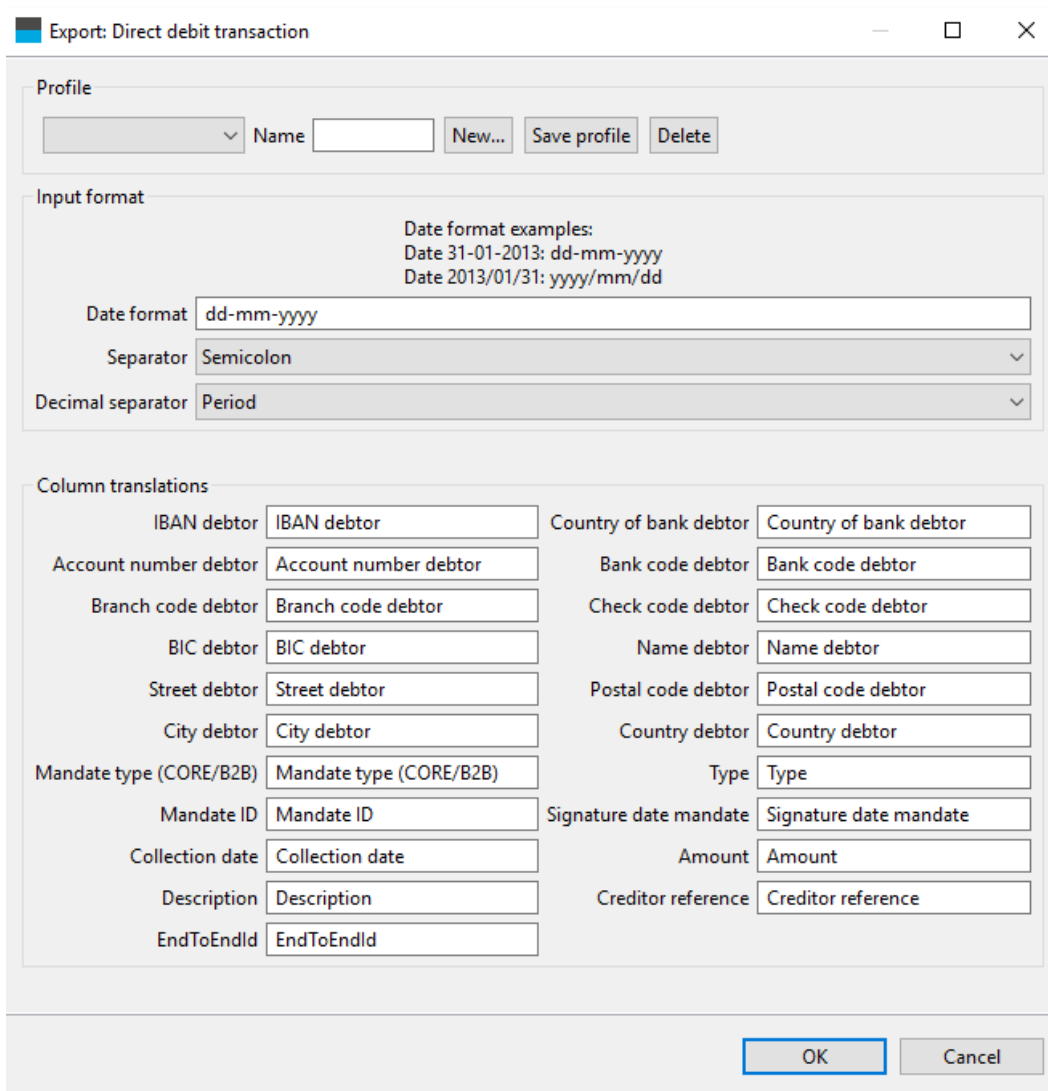 Export: Direct debit transaction
Profile
Name New... Save profile Delete
Input format
Date format examples:
Date 31-01-2013: dd-mm-yyyy
Date 2013/01/31: yyyy/mm/dd
Date format dd-mm-yyyy
Separator Semicolon
Decimal separator Period
Column translations
IBAN debtor IBAN debtor Country of bank debtor Country of bank debtor
Account number debtor Account number debtor Bank code debtor Bank code debtor
Branch code debtor Branch code debtor Check code debtor Check code debtor
BIC debtor BIC debtor Name debtor Name debtor
Street debtor Street debtor Postal code debtor Postal code debtor
City debtor City debtor Country debtor Country debtor
Mandate type (CORE/B2B) Mandate type (CORE/B2B) Type Type
Mandate ID Mandate ID Signature date mandate Signature date mandate
Collection date Collection date Amount Amount
Description Description Creditor reference Creditor reference
EndToEndId EndToEndId
OK Cancel